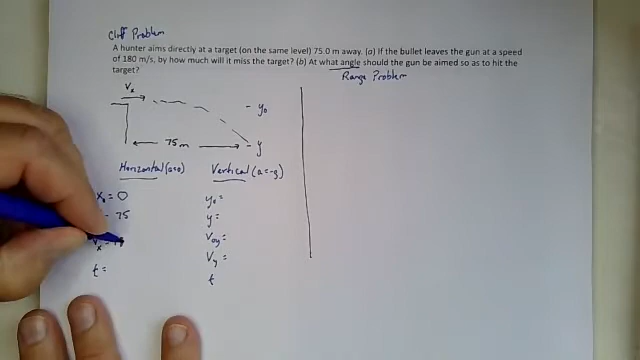 Cliff Problem
A hunter aims directly at a target (on the same level) 75.0 m away. (a) If the bullet leaves the gun at a speed
of 180 m/s, by how much will it miss the target? (b) At what angle should the gun be aimed so as to hit the
target?
Range Problem
Vx
- y₀
75m
- y
Horizontal (a=0)
Vertical (a=-g)
x₀ = 0
y₀ =
- 75
y =
V₀y =
Vx
Vy =
t =
t